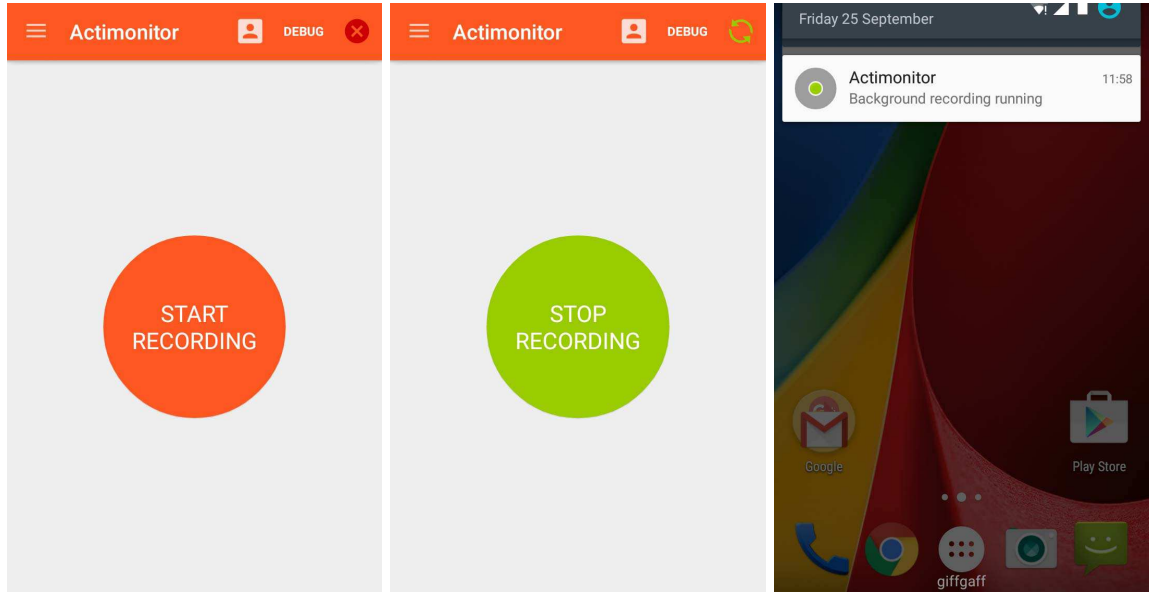 Actimonitor
DEBUG
START
RECORDING
Actimonitor
DEBUG
STOP
RECORDING
Friday 25 September
Actimonitor
11:58
Background recording running
Google
Play Store
giffgaff